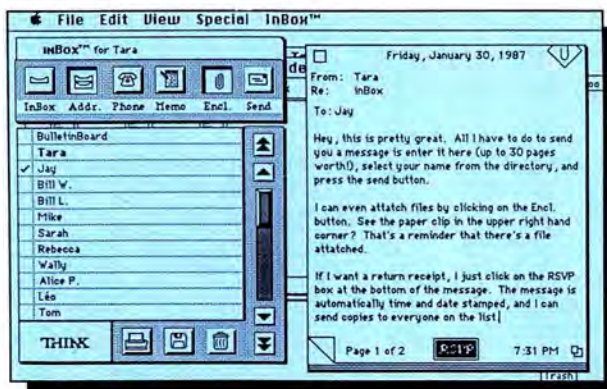 File Edit View Special InBox™
INBOX™ for Tara
InBox Addr. Phone Memo Encl. Send
BulletinBoard
Tara
Jay
Bill W.
Bill L.
Mike
Sarah
Rebecca
Wally
Alice P.
Léo
Tom
THINK
de
Friday, January 30, 1987
From: Tara
Re: inBox
To: Jay
Hey, this is pretty great. All I have to do to send
you a message is enter it here (up to 30 pages
worth!), select your name from the directory, and
press the send button.
I can even attatch files by clicking on the Encl.
button. See the paper clip in the upper right hand
corner? That's a reminder that there's a file
attatched.
If I want a return receipt, I just click on the RSVP
box at the bottom of the message. The message is
automatically time and date stamped, and I can
send copies to everyone on the list.
Page 1 of 2 RSVP 7:31 PM
Trash